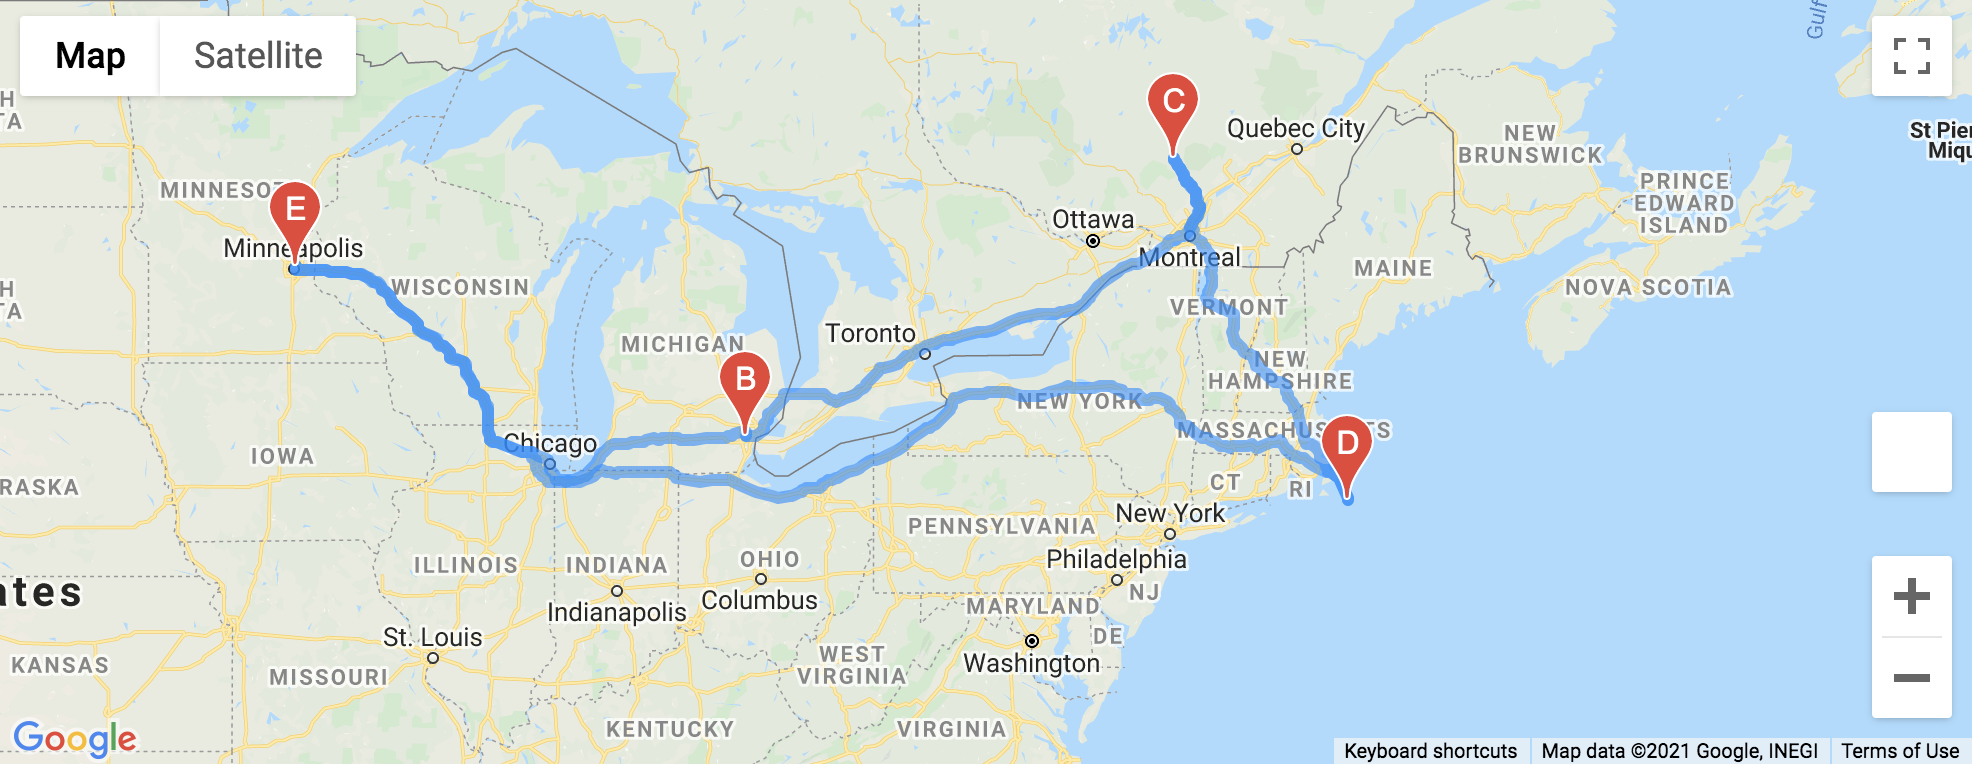 Map
Satellite
Gulf
H
TA
C
Quebec City
NEW
BRUNSWICK
St Pier
Miqu
MINNESOT
E
Minneapolis
PRINCE
EDWARD
ISLAND
Ottawa
Montreal
MAINE
H
TA
WISCONSIN
NOVA SCOTIA
VERMONT
MICHIGAN
Toronto
B
NEW
HAMPSHIRE
NEW YORK
MASSACHUSETTS
D
Chicago
IOWA
RASKA
CT
RI
New York
PENNSYLVANIA
Philadelphia
ILLINOIS
INDIANA
OHIO
NJ
ates
Indianapolis
Columbus
MARYLAND
DE
St. Louis
Washington
KANSAS
MISSOURI
WEST
VIRGINIA
KENTUCKY
VIRGINIA
Google
Keyboard shortcuts
Map data ©2021 Google, INEGI
Terms of Use